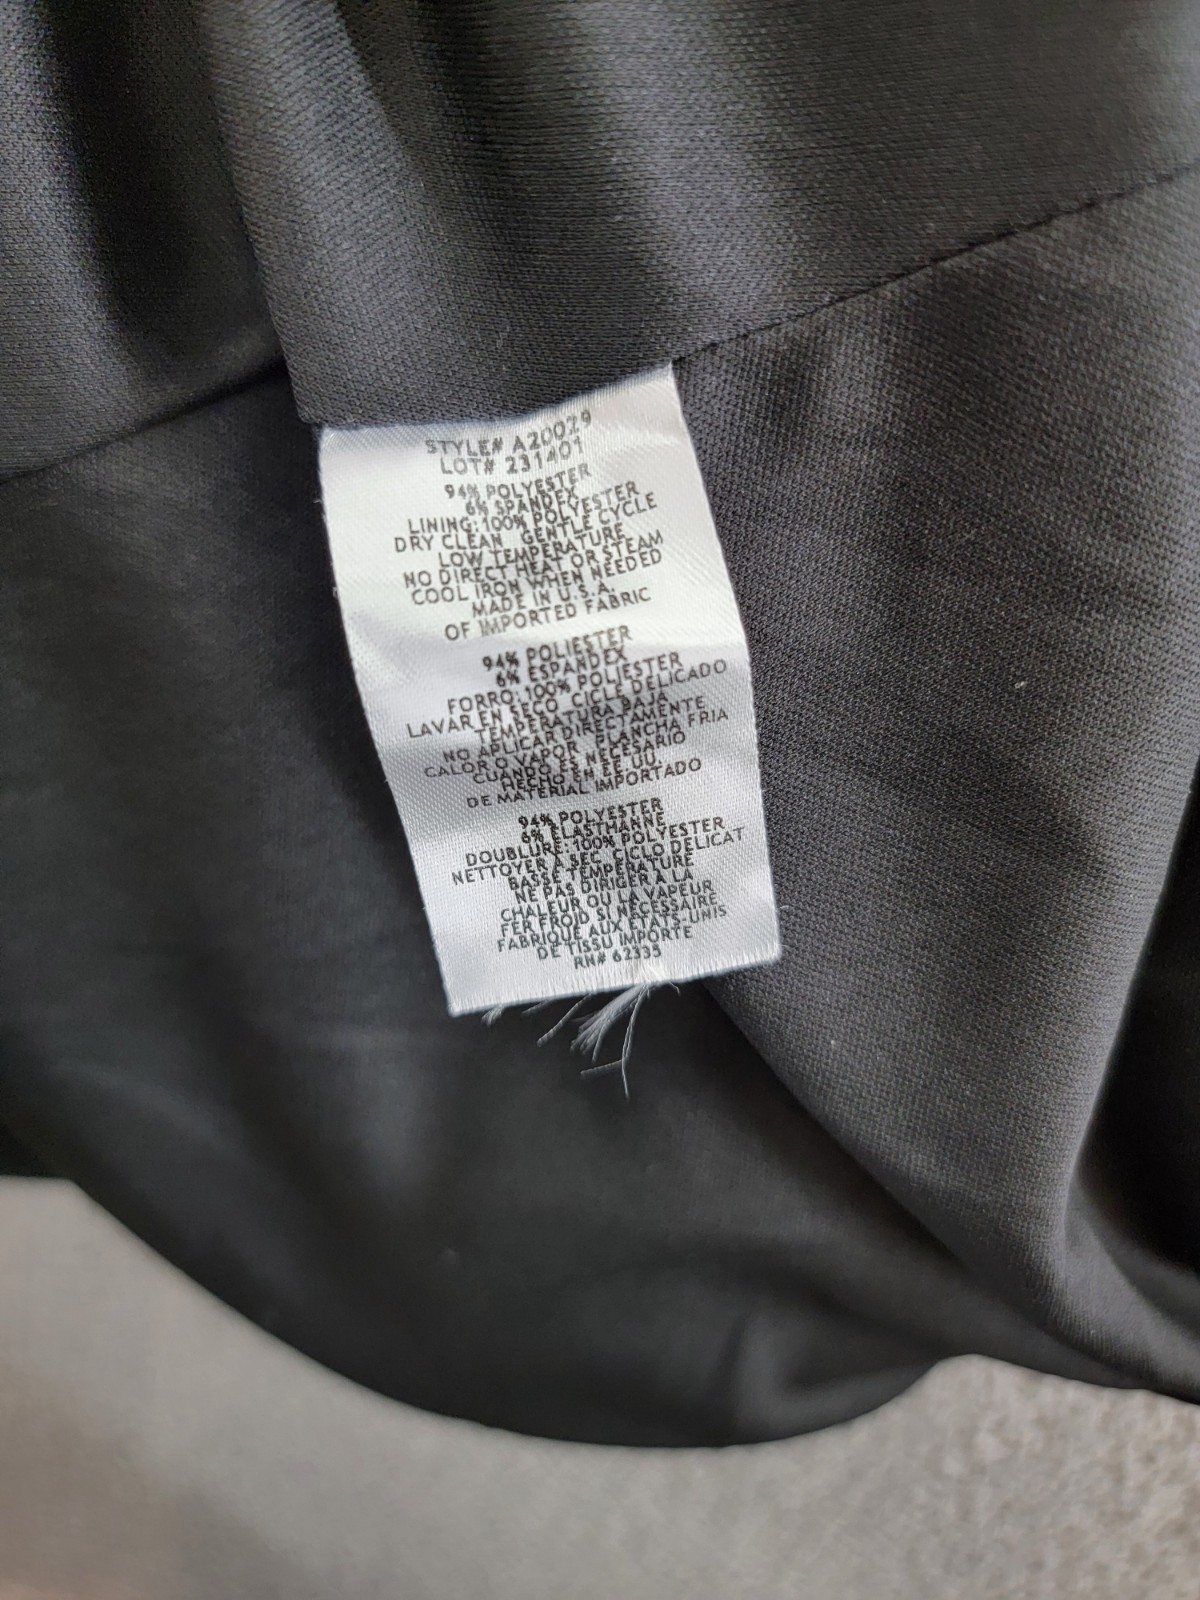 STYLE# A20029
LOT# 231401
94% POLYESTER
6% SPANDEX
LINING: 100% POLYESTER
DRY CLEAN GENTLE CYCLE
LOW TEMPERATURE
NO DIRECT HEAT OR STEAM
COOL IRON WHEN NEEDED
MADE IN U.S.A.
OF IMPORTED FABRIC
94% POLIESTER
6% ESPANDEX
FORRO: 100% POLIESTER
LAVAR EN SECO CICLE DELICADO
TEMPERATURA BAJA
NO APLICAR DIRECTAMENTE
CALOR O VAPOR PLANCHA FRIA
CUANDO ES NECESARIO
HECHO EN EE.UU.
DE MATERIAL IMPORTADO
94% POLYESTER
6% ELASTHANNE
DOUBLURE: 100% POLYESTER
NETTOYER A SEC CICLO DELICAT
BASSE TEMPERATURE
NE PAS DIRIGER A LA
CHALEUR OU LA VAPEUR
FER FROID SI NECESSAIRE
FABRIQUE AUX ETATS-UNIS
DE TISSU IMPORTE
RN# 62335